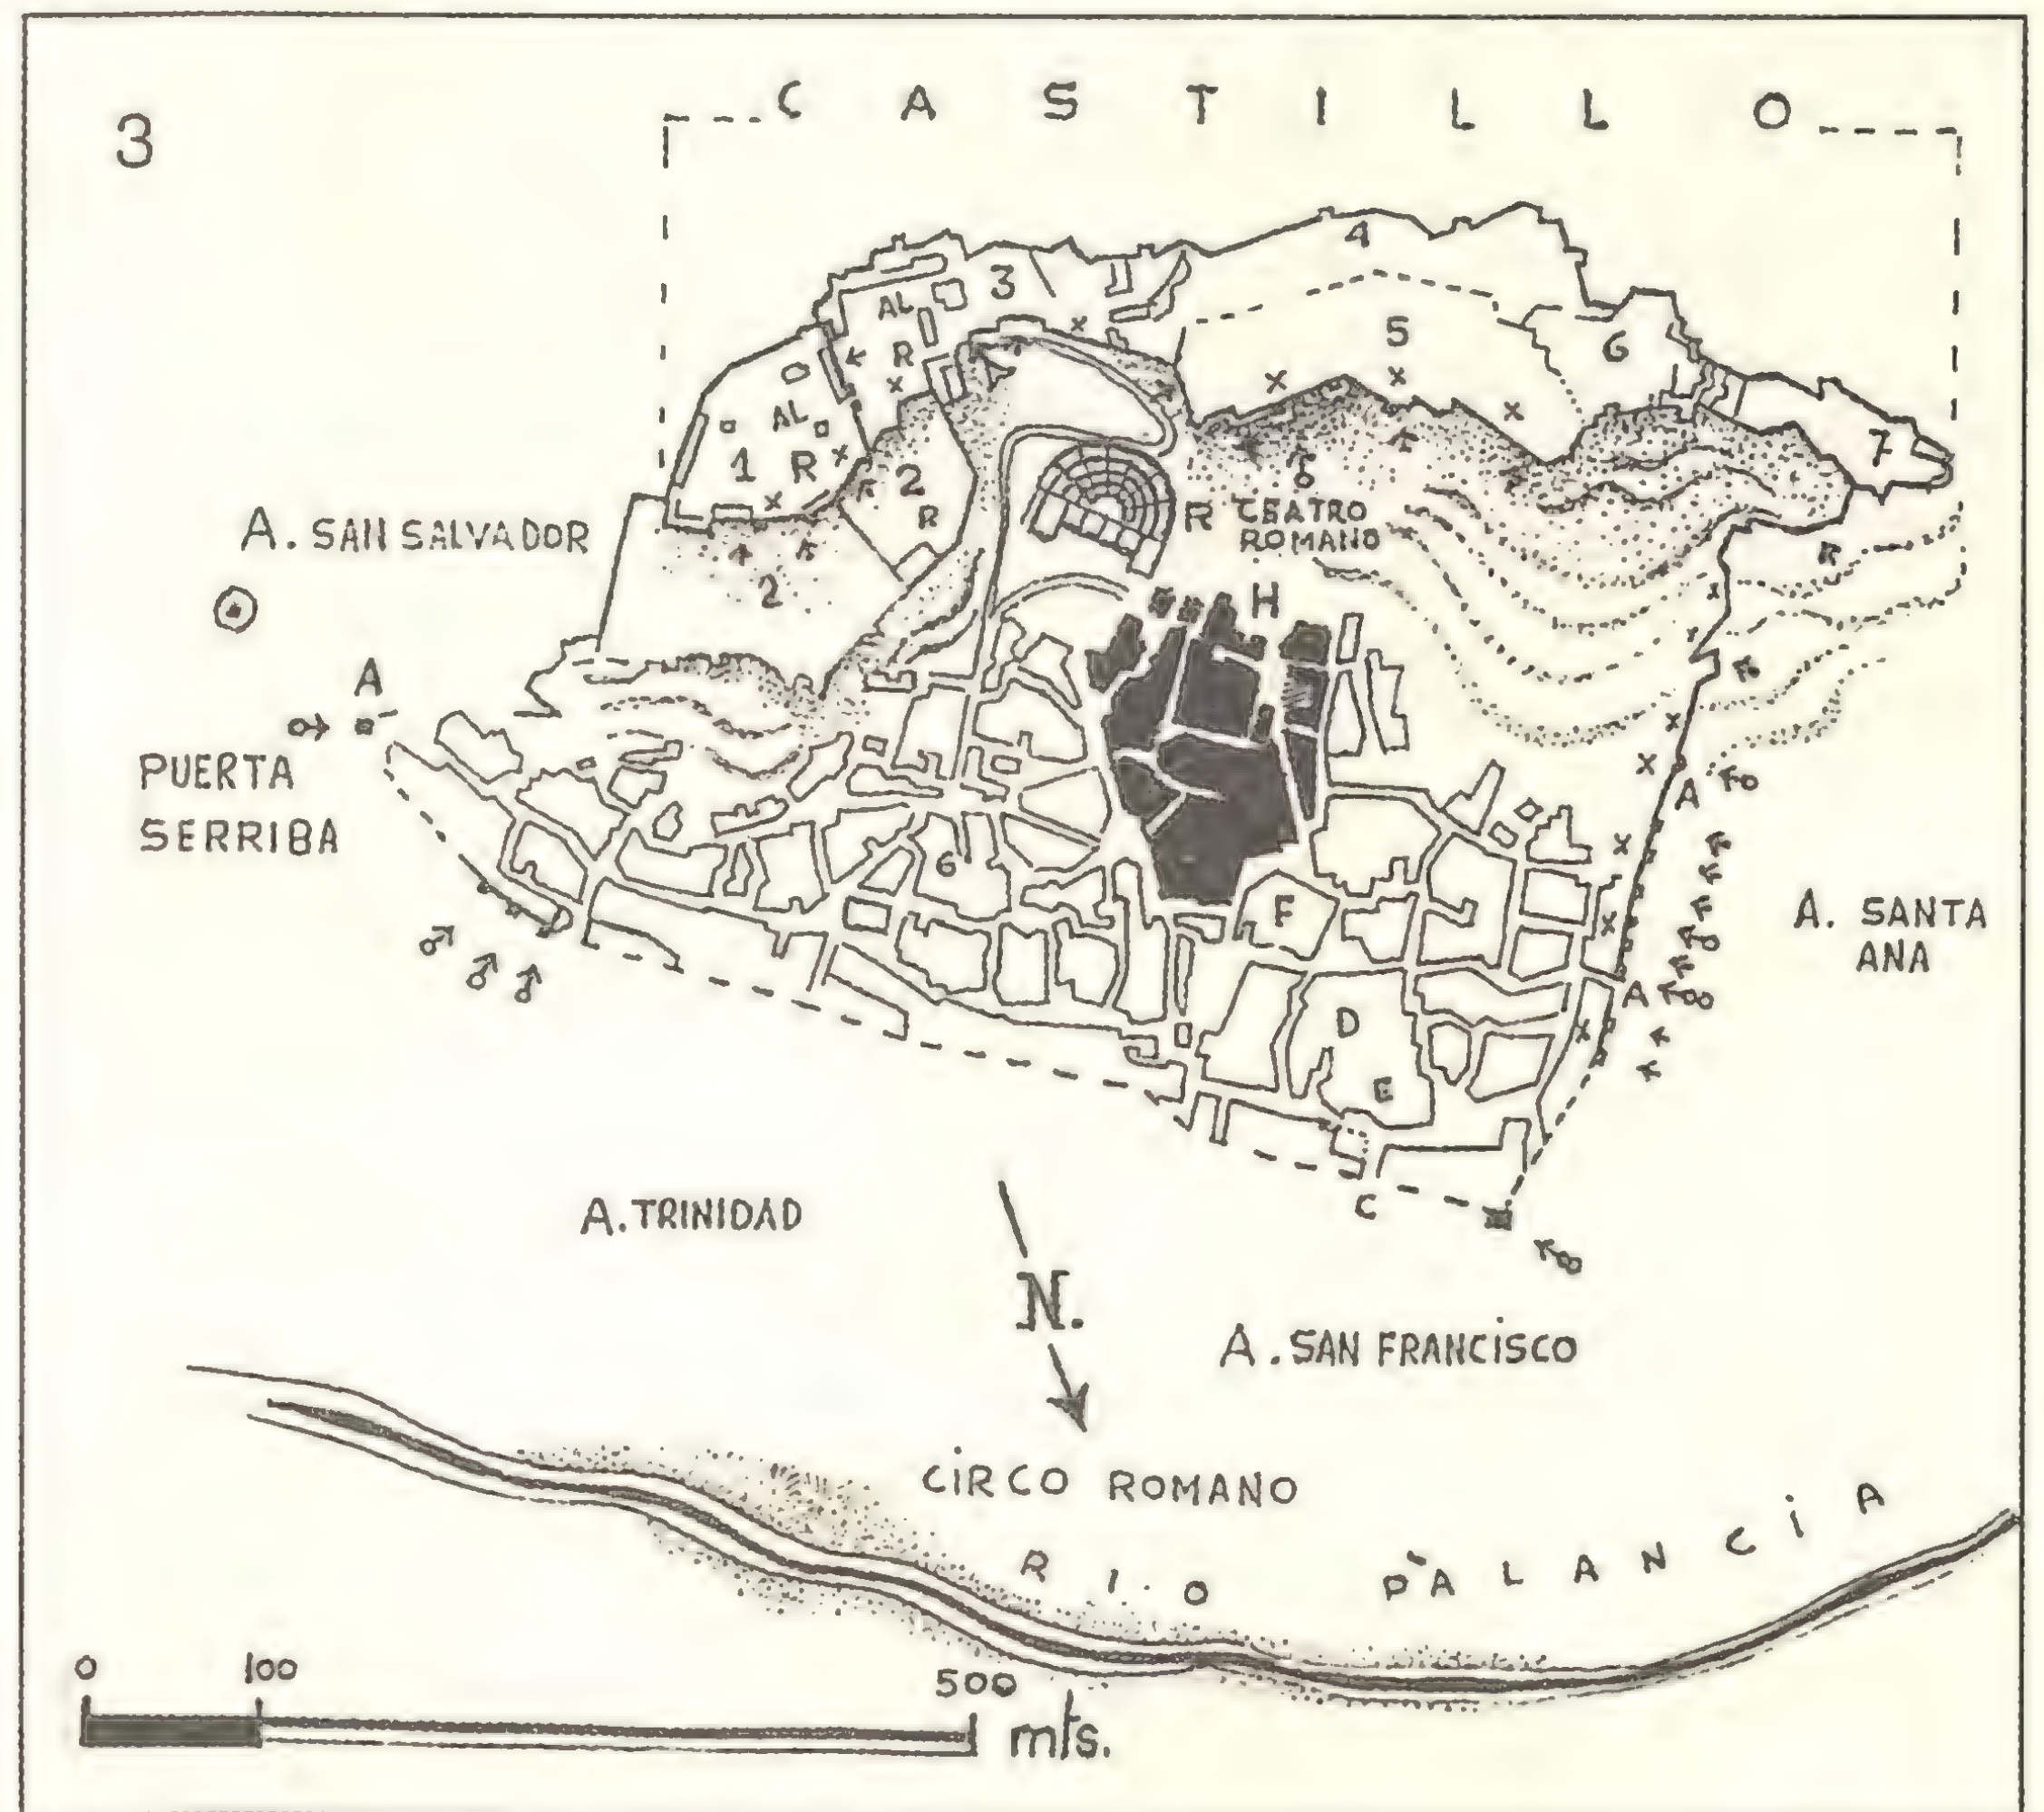 CASTILLO
3
4
3
AL
5
R
6
AL
1 R
2
7
R
A. SAN SALVADOR
R TEATRO
ROMANO
2
H
A
PUERTA
SERRIBA
A
6
F
A. SANTA
ANA
A
D
E
A. TRINIDAD
C
N.
A. SAN FRANCISCO
CIRCO ROMANO
RIO PALANCIA
0 100 500
mts.